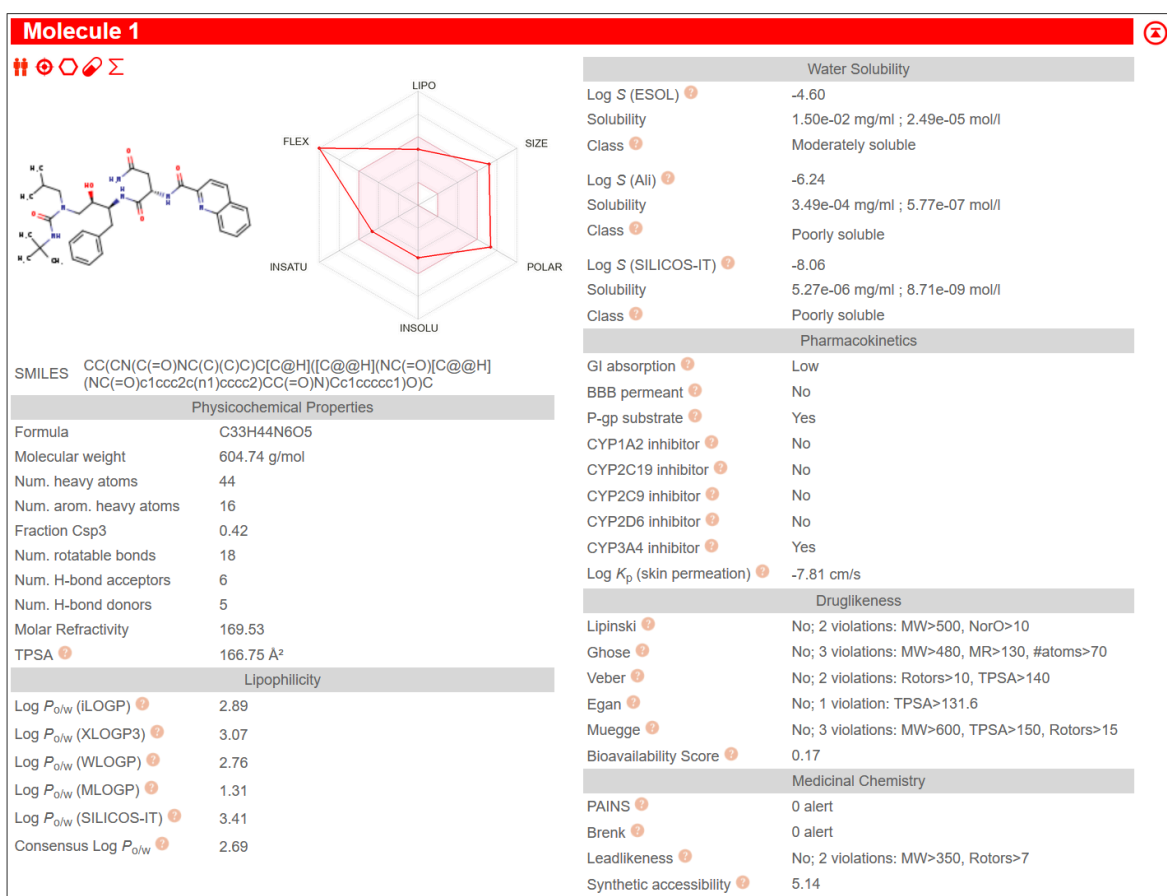 Molecule 1
LIPO
FLEX
SIZE
INSATU
POLAR
INSOLU
SMILES CC(CN(C(=O)NC(C)(C)C)C[C@H]([C@@H](NC(=O)[C@@H]
(NC(=O)c1ccc2c(n1)cccc2)CC(=O)N)Cc1ccccc1)O)C
Physicochemical Properties
Formula C33H44N6O5
Molecular weight 604.74 g/mol
Num. heavy atoms 44
Num. arom. heavy atoms 16
Fraction Csp3 0.42
Num. rotatable bonds 18
Num. H-bond acceptors 6
Num. H-bond donors 5
Molar Refractivity 169.53
TPSA ? 166.75 Å²
Lipophilicity
Log Po/w (iLOGP) ? 2.89
Log Po/w (XLOGP3) ? 3.07
Log Po/w (WLOGP) ? 2.76
Log Po/w (MLOGP) ? 1.31
Log Po/w (SILICOS-IT) ? 3.41
Consensus Log Po/w ? 2.69
Water Solubility
Log S (ESOL) ? -4.60
Solubility 1.50e-02 mg/ml ; 2.49e-05 mol/l
Class ? Moderately soluble
Log S (Ali) ? -6.24
Solubility 3.49e-04 mg/ml ; 5.77e-07 mol/l
Class ? Poorly soluble
Log S (SILICOS-IT) ? -8.06
Solubility 5.27e-06 mg/ml ; 8.71e-09 mol/l
Class ? Poorly soluble
Pharmacokinetics
GI absorption ? Low
BBB permeant ? No
P-gp substrate ? Yes
CYP1A2 inhibitor ? No
CYP2C19 inhibitor ? No
CYP2C9 inhibitor ? No
CYP2D6 inhibitor ? No
CYP3A4 inhibitor ? Yes
Log Kp (skin permeation) ? -7.81 cm/s
Druglikeness
Lipinski ? No; 2 violations: MW>500, NorO>10
Ghose ? No; 3 violations: MW>480, MR>130, #atoms>70
Veber ? No; 2 violations: Rotors>10, TPSA>140
Egan ? No; 1 violation: TPSA>131.6
Muegge ? No; 3 violations: MW>600, TPSA>150, Rotors>15
Bioavailability Score ? 0.17
Medicinal Chemistry
PAINS ? 0 alert
Brenk ? 0 alert
Leadlikeness ? No; 2 violations: MW>350, Rotors>7
Synthetic accessibility ? 5.14